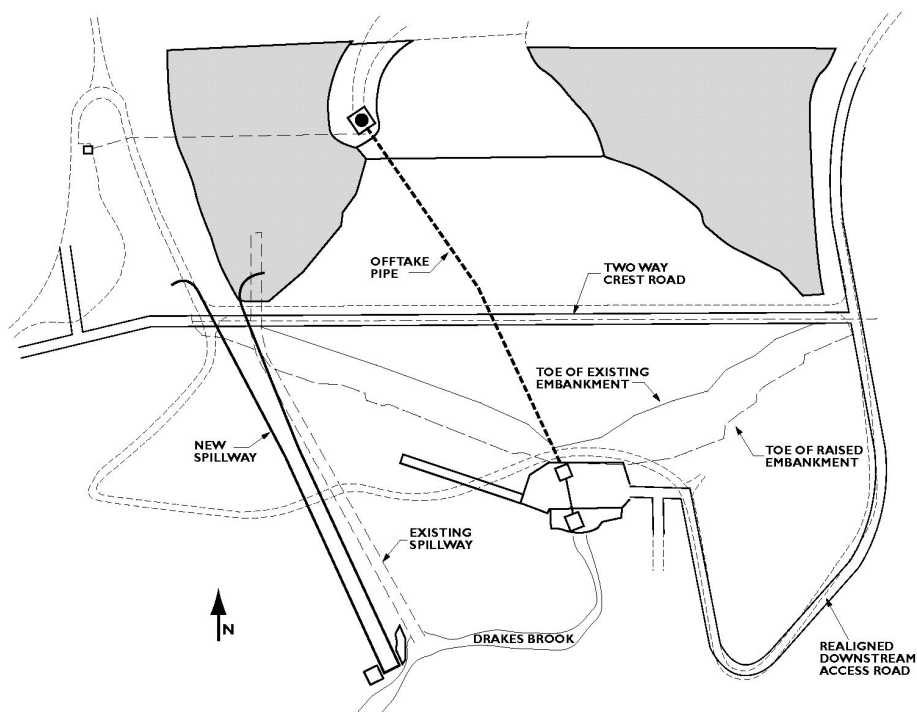 OFFTAKE
PIPE
TWO WAY
CREST ROAD
TOE OF EXISTING
EMBANKMENT
NEW
SPILLWAY
TOE OF RAISED
EMBANKMENT
EXISTING
SPILLWAY
N
DRAKES BROOK
REALIGNED
DOWNSTREAM
ACCESS ROAD